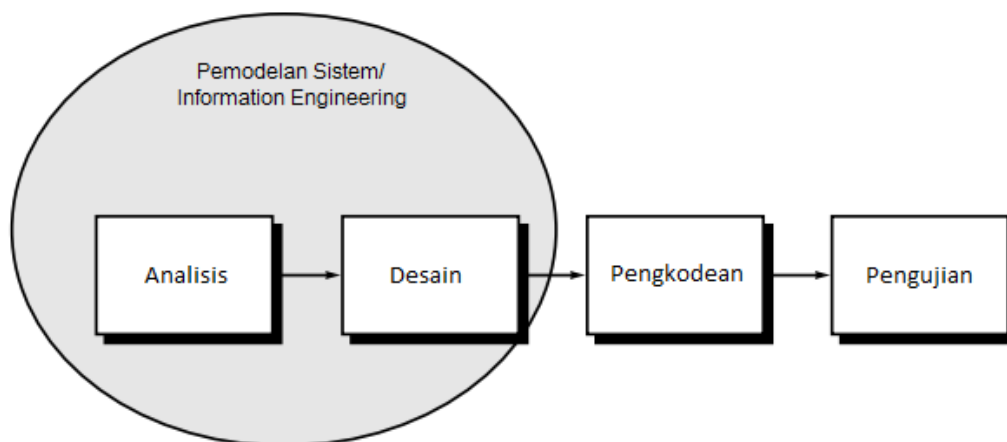 Pemodelan Sistem/
Information Engineering
Analisis
Desain
Pengkodean
Pengujian